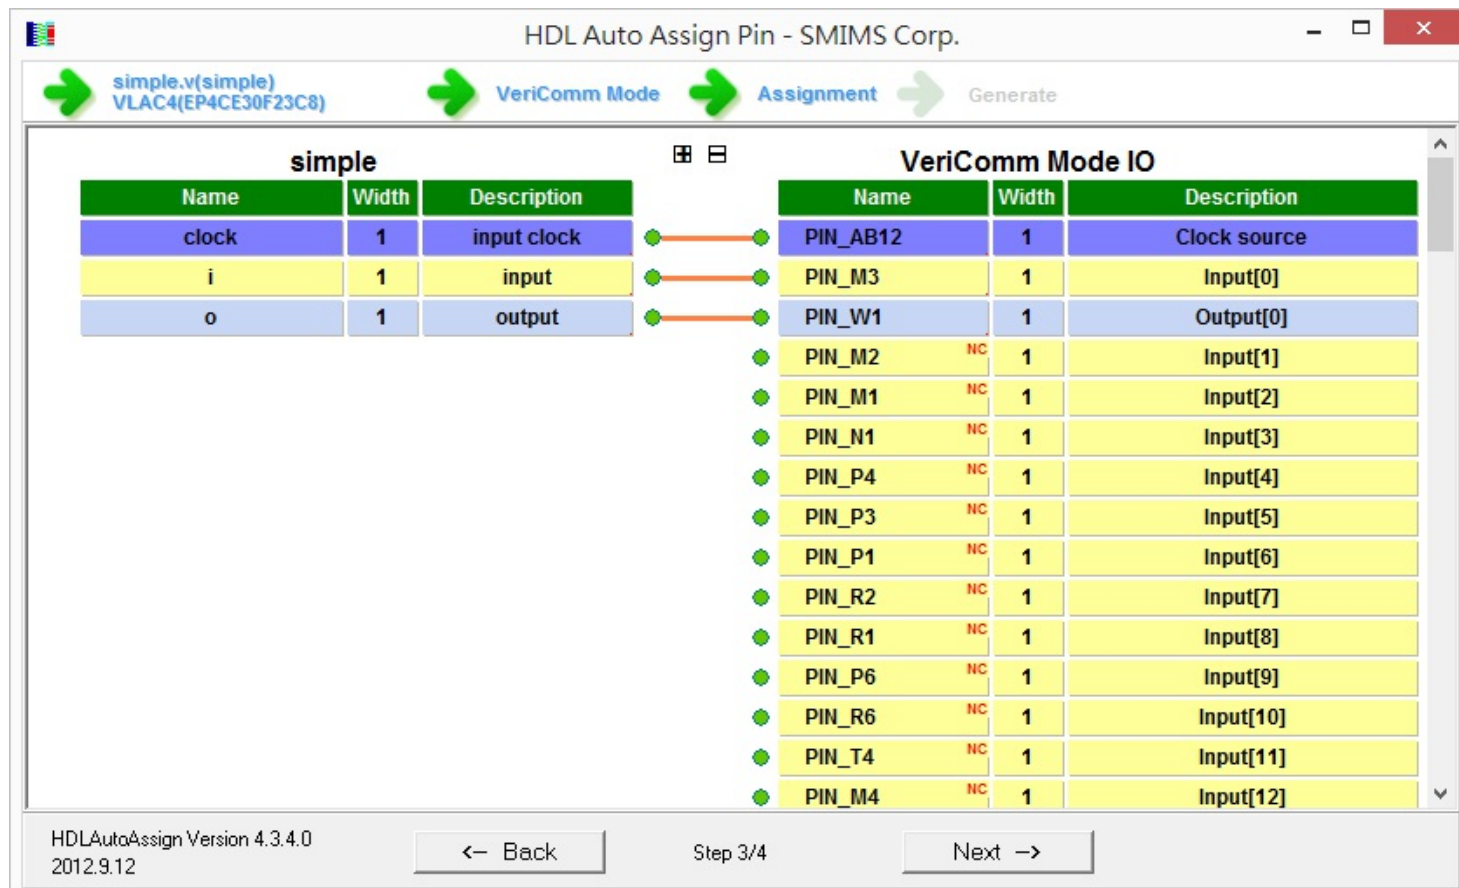 HDL Auto Assign Pin - SMIMS Corp.
simple.v(simple)
VLAC4(EP4CE30F23C8)
VeriComm Mode
Assignment
Generate
simple
Name Width Description
clock 1 input clock
i 1 input
o 1 output
VeriComm Mode IO
Name Width Description
PIN_AB12 1 Clock source
PIN_M3 1 Input[0]
PIN_W1 1 Output[0]
PIN_M2 NC 1 Input[1]
PIN_M1 NC 1 Input[2]
PIN_N1 NC 1 Input[3]
PIN_P4 NC 1 Input[4]
PIN_P3 NC 1 Input[5]
PIN_P1 NC 1 Input[6]
PIN_R2 NC 1 Input[7]
PIN_R1 NC 1 Input[8]
PIN_P6 NC 1 Input[9]
PIN_R6 NC 1 Input[10]
PIN_T4 NC 1 Input[11]
PIN_M4 NC 1 Input[12]
HDLAutoAssign Version 4.3.4.0
2012.9.12
<– Back
Step 3/4
Next –>